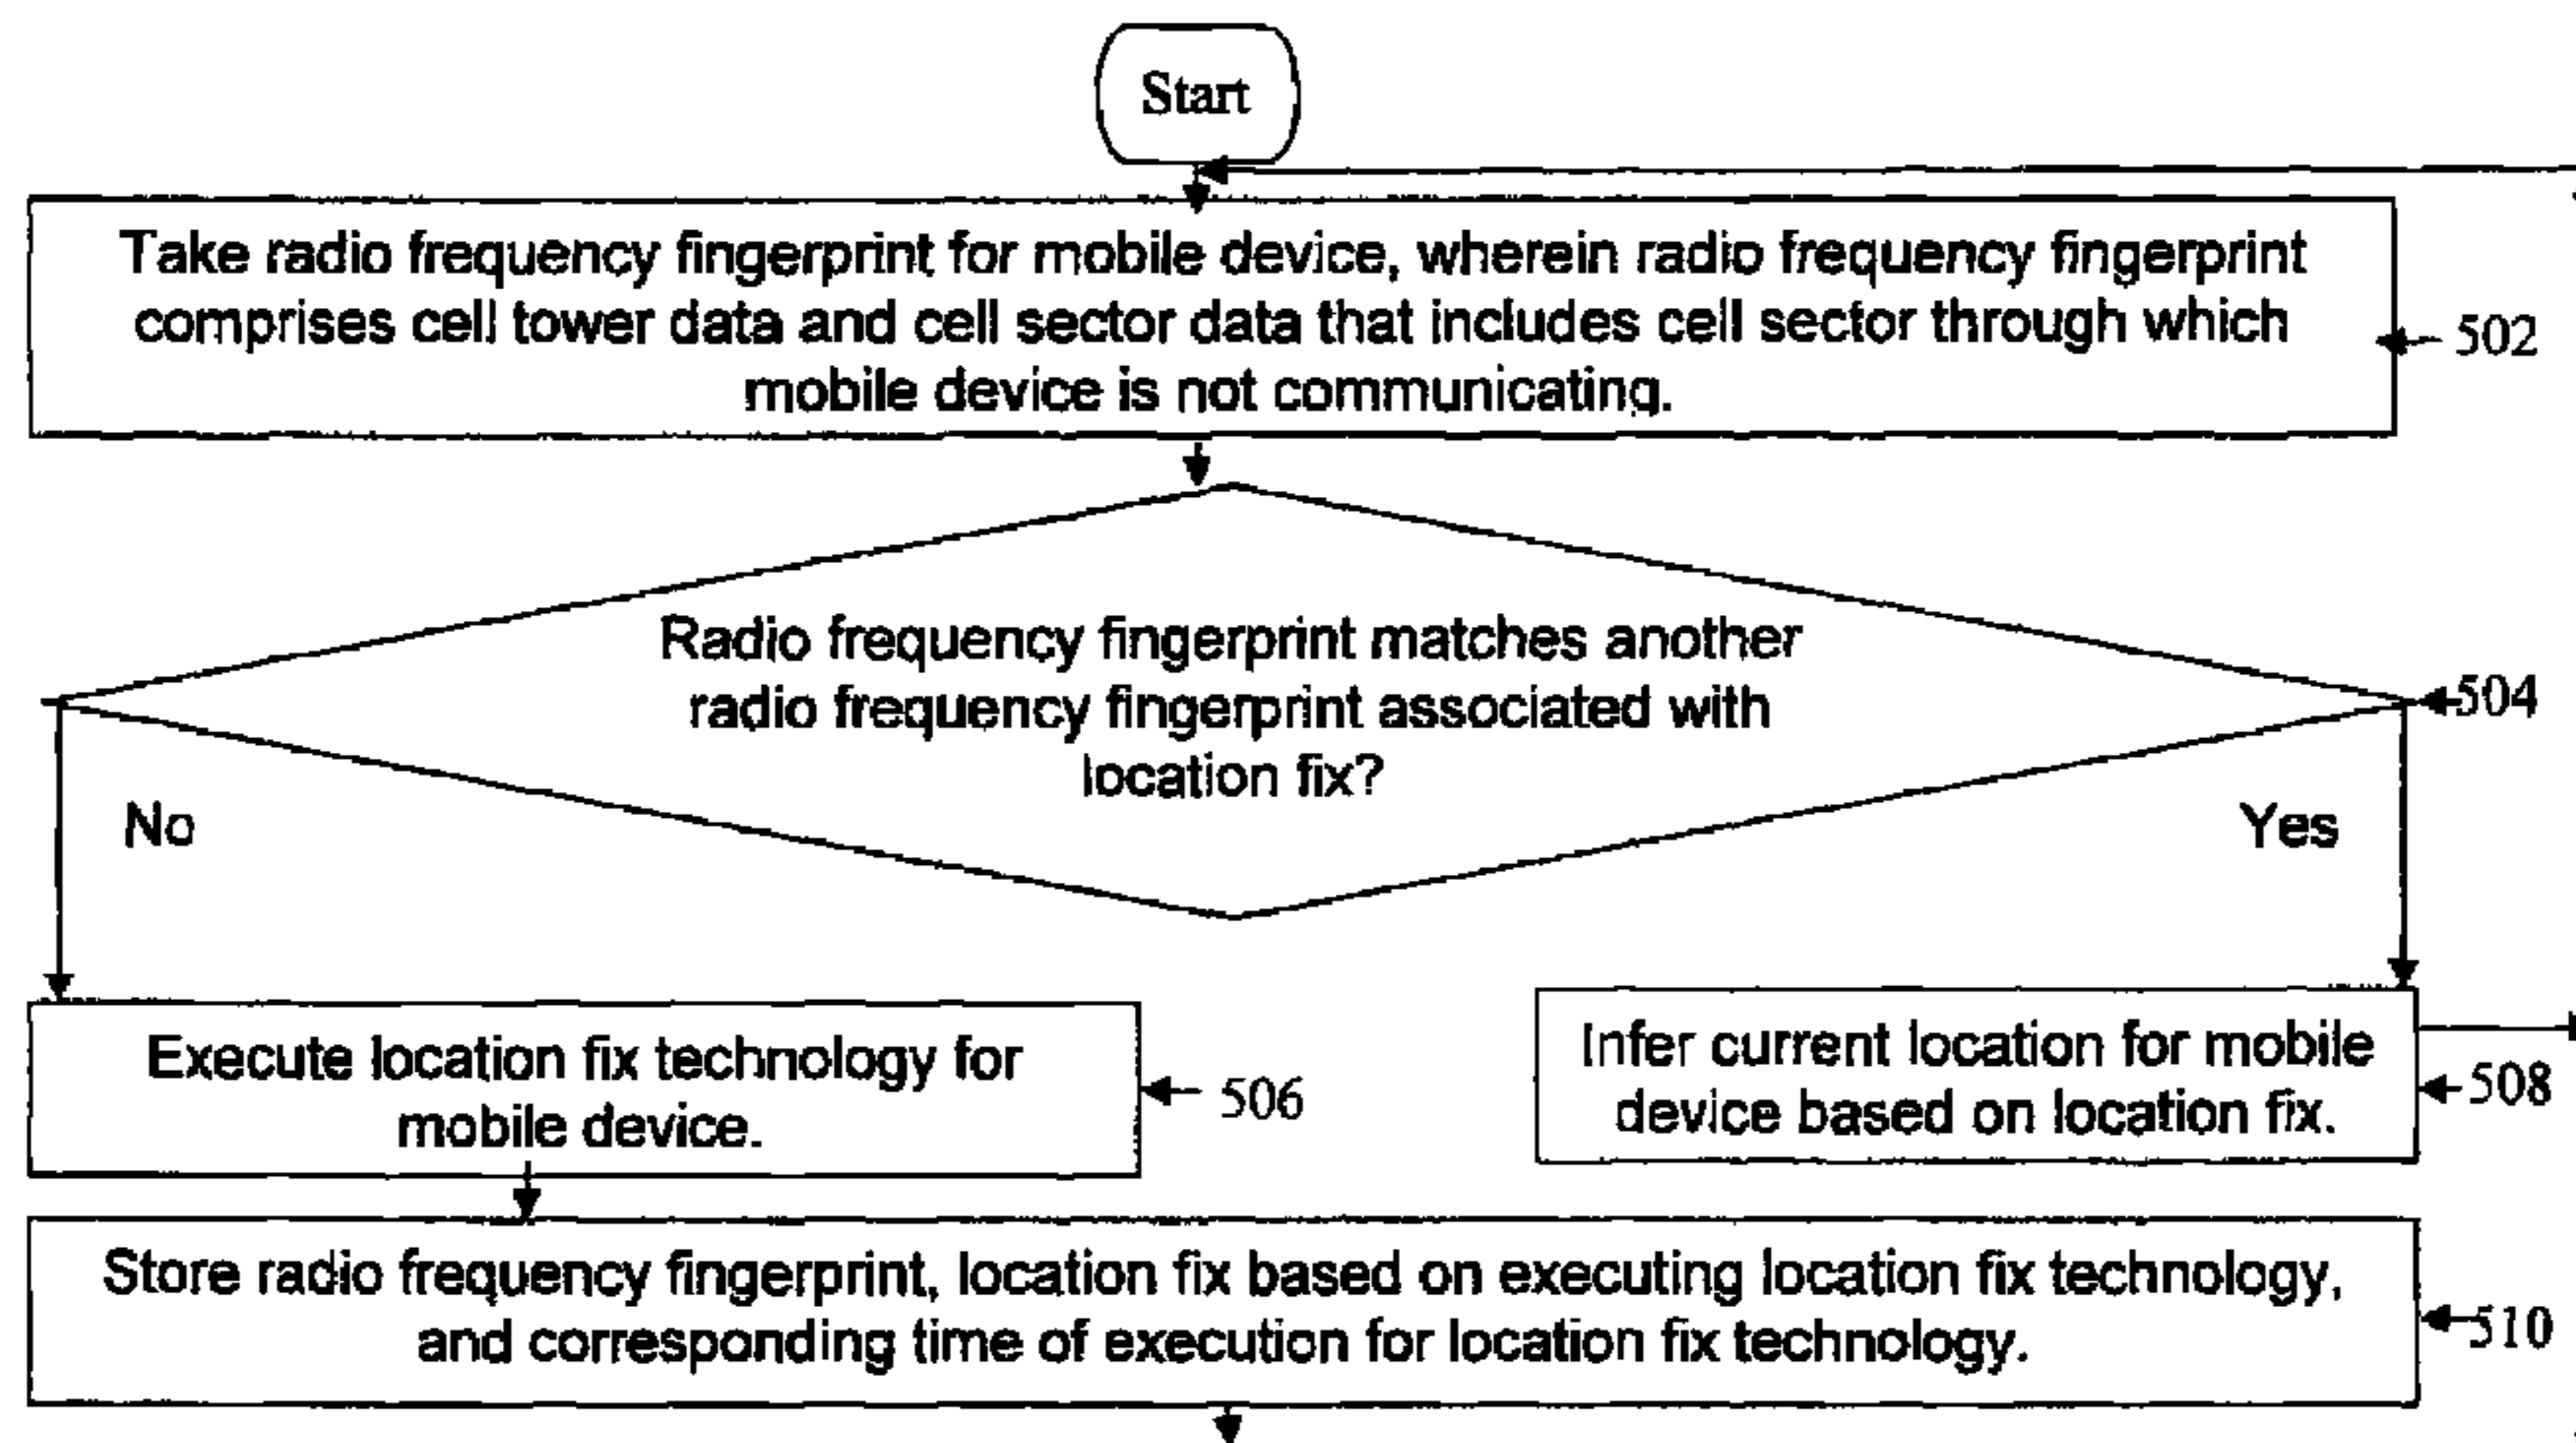 Start
Take radio frequency fingerprint for mobile device, wherein radio frequency fingerprint
comprises cell tower data and cell sector data that includes cell sector through which
mobile device is not communicating.
502
Radio frequency fingerprint matches another
radio frequency fingerprint associated with
location fix?
504
No
Yes
Execute location fix technology for
mobile device.
506
Infer current location for mobile
device based on location fix.
508
Store radio frequency fingerprint, location fix based on executing location fix technology,
and corresponding time of execution for location fix technology.
510